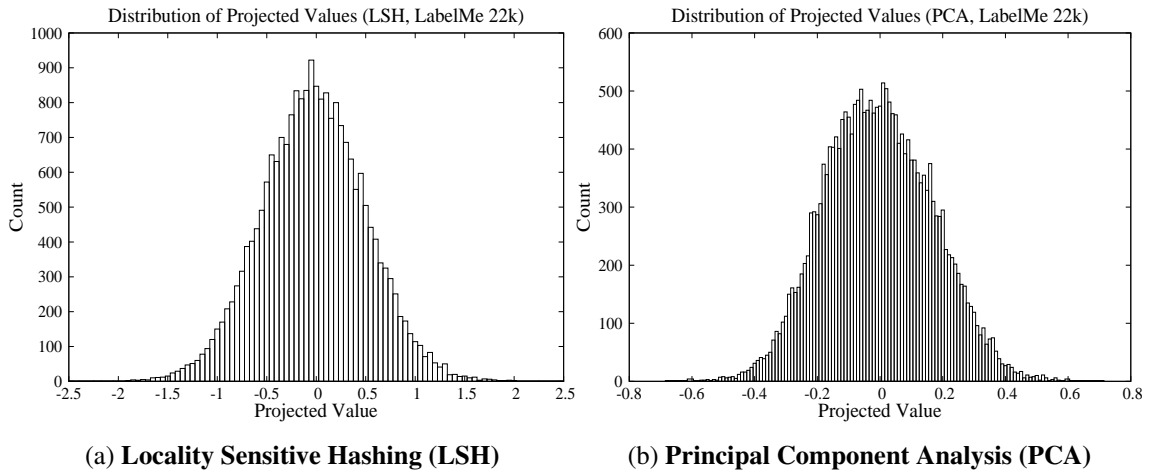 Distribution of Projected Values (LSH, LabelMe 22k)
1000
900
800
700
600
500
400
300
200
100
0
Count
-2.5 -2 -1.5 -1 -0.5 0 0.5 1 1.5 2 2.5
Projected Value
(a) Locality Sensitive Hashing (LSH)
Distribution of Projected Values (PCA, LabelMe 22k)
600
500
400
300
200
100
0
Count
-0.8 -0.6 -0.4 -0.2 0 0.2 0.4 0.6 0.8
Projected Value
(b) Principal Component Analysis (PCA)